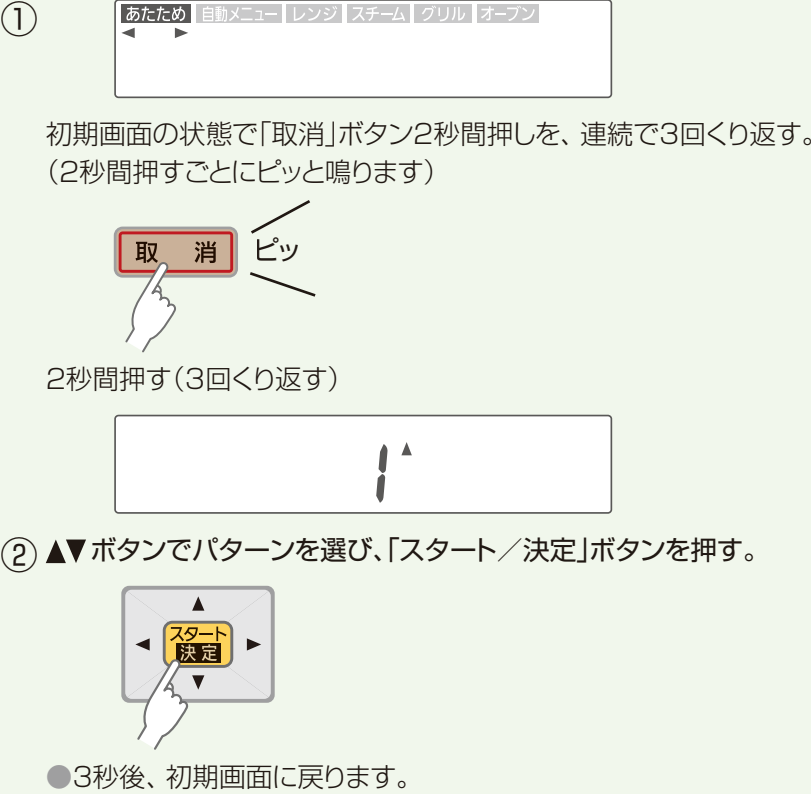 ①
あたため 自動メニュー レンジ スチーム グリル オーブン
◀ ▶
初期画面の状態で「取消」ボタン2秒間押しを、連続で3回くり返す。
（2秒間押すごとにピッと鳴ります）
取 消 ピッ
2秒間押す（3回くり返す）
1▲
② ▲▼ボタンでパターンを選び、「スタート／決定」ボタンを押す。
▲
◀ スタート ▶
決定
▼
●3秒後、初期画面に戻ります。